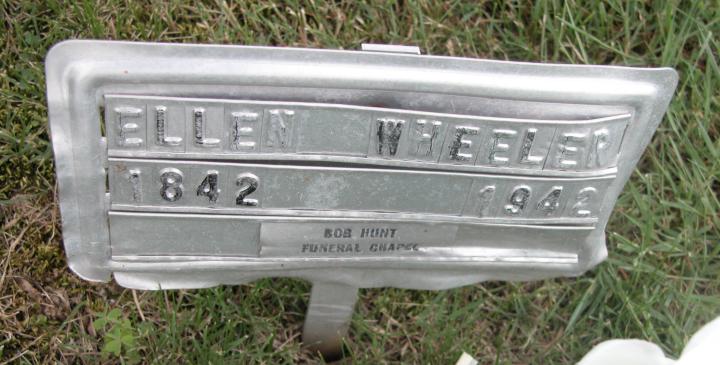 ELLEN WHEELER
1842 1942
BOB HUNT
FUNERAL CHAPEL